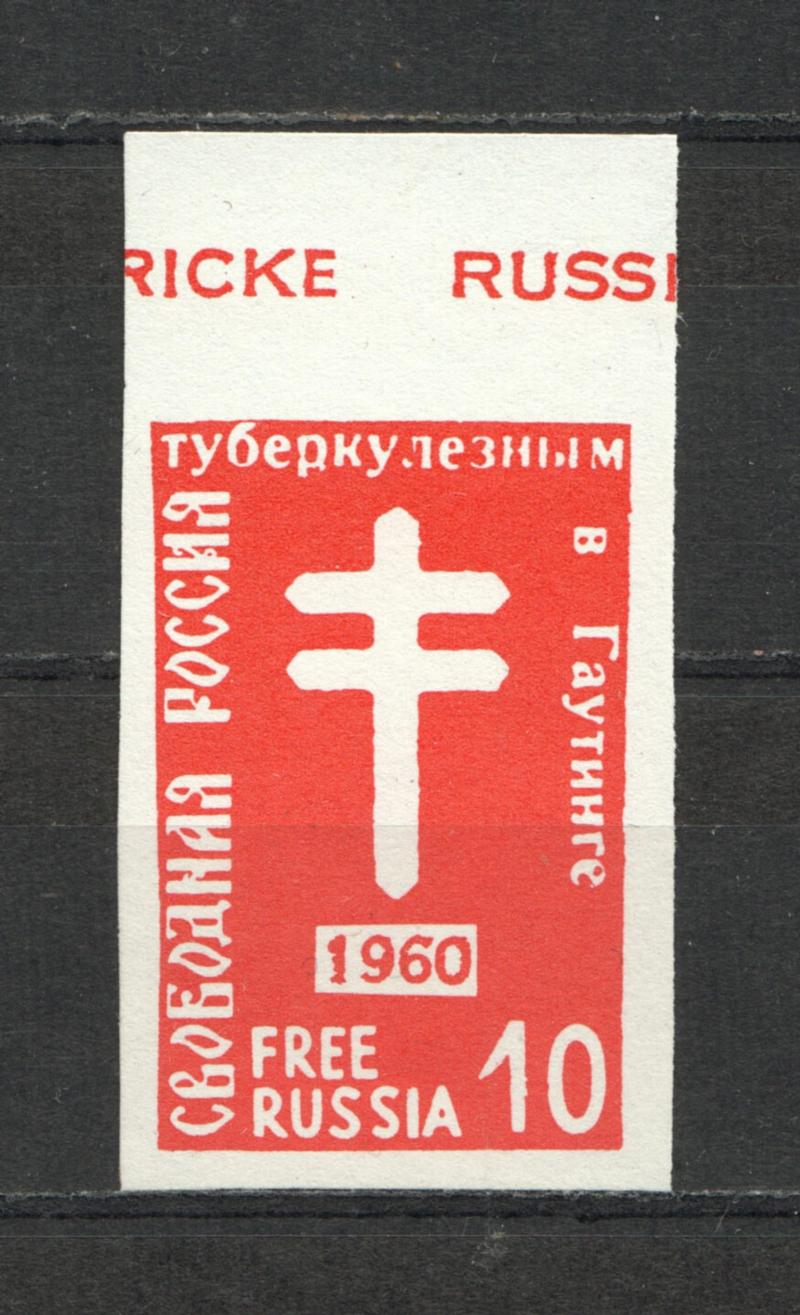 RICKE RUSSI
туберкулезным
в Гаутинге
СВОБОДНАЯ РОССИЯ
1960
FREE
RUSSIA
10